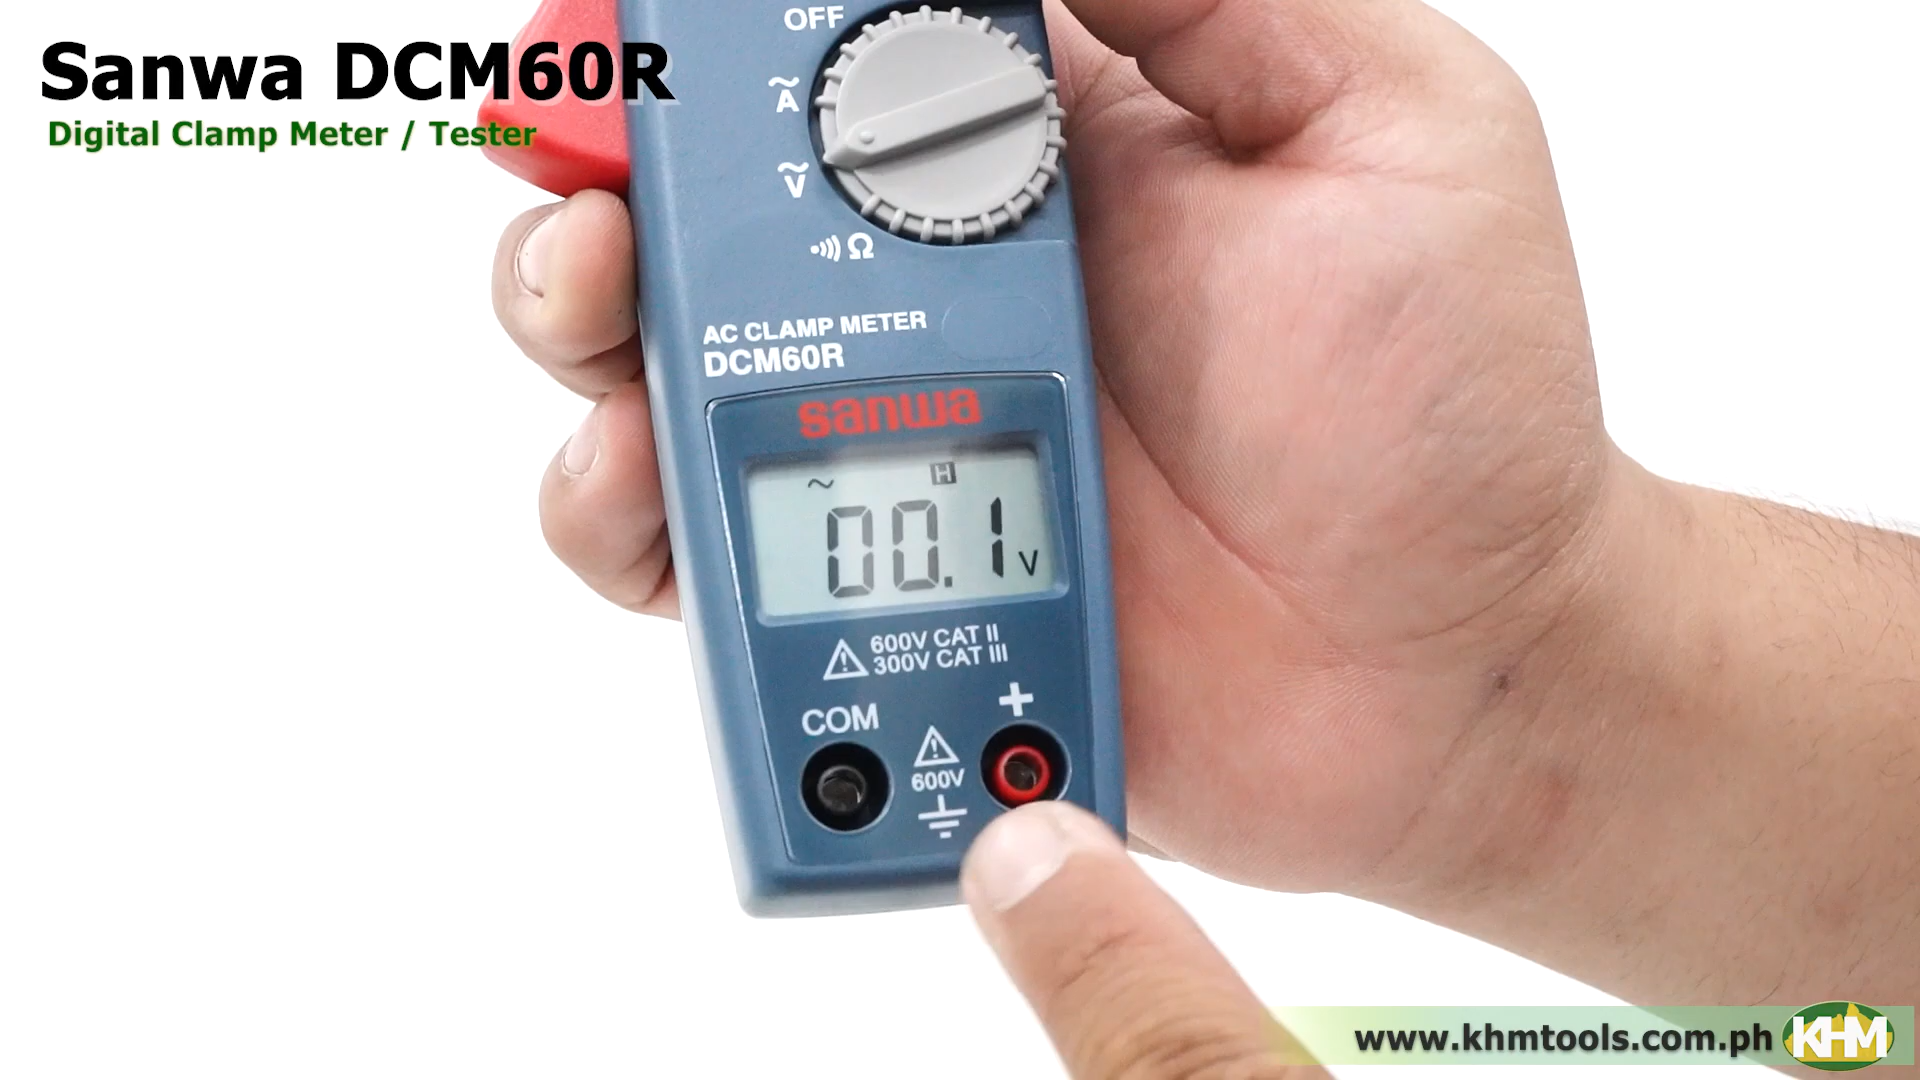 Sanwa DCM60R
Digital Clamp Meter / Tester
OFF
A
V
Ω
AC CLAMP METER
DCM60R
sanwa
~ H
00.1 V
600V CAT II
300V CAT III
COM +
600V
www.khmtools.com.ph KHM